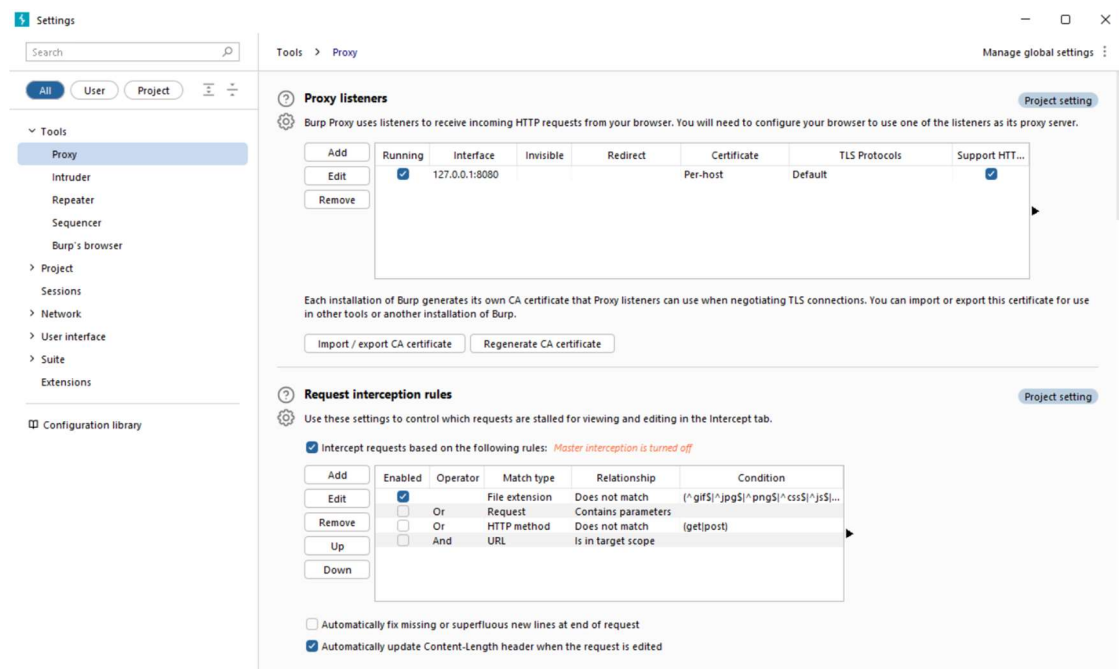 Settings
Search
Tools > Proxy
Manage global settings
All User Project
Tools
Proxy
Intruder
Repeater
Sequencer
Burp's browser
Project
Sessions
Network
User interface
Suite
Extensions
Configuration library
Proxy listeners
Project setting
Burp Proxy uses listeners to receive incoming HTTP requests from your browser. You will need to configure your browser to use one of the listeners as its proxy server.
Add
Edit
Remove
Running Interface Invisible Redirect Certificate TLS Protocols Support HTT...
127.0.0.1:8080 Per-host Default
Each installation of Burp generates its own CA certificate that Proxy listeners can use when negotiating TLS connections. You can import or export this certificate for use
in other tools or another installation of Burp.
Import / export CA certificate Regenerate CA certificate
Request interception rules
Project setting
Use these settings to control which requests are stalled for viewing and editing in the Intercept tab.
Intercept requests based on the following rules: Master interception is turned off
Add
Edit
Remove
Up
Down
Enabled Operator Match type Relationship Condition
File extension Does not match (^gif$|^jpg$|^png$|^css$|^js$|...
Or Request Contains parameters
Or HTTP method Does not match (get|post)
And URL Is in target scope
Automatically fix missing or superfluous new lines at end of request
Automatically update Content-Length header when the request is edited